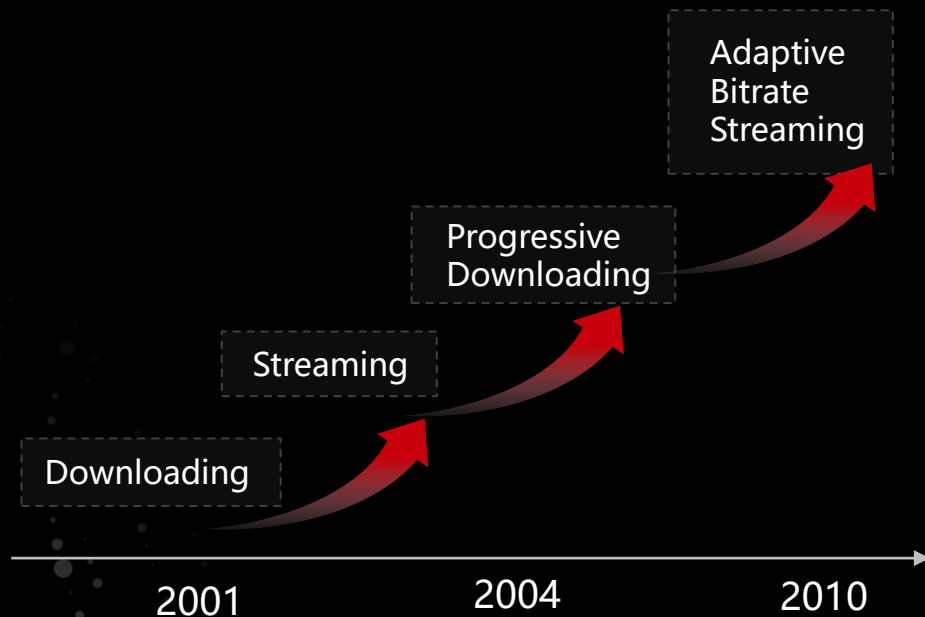 Adaptive
Bitrate
Streaming
Progressive
Downloading
Streaming
Downloading
2001
2004
2010